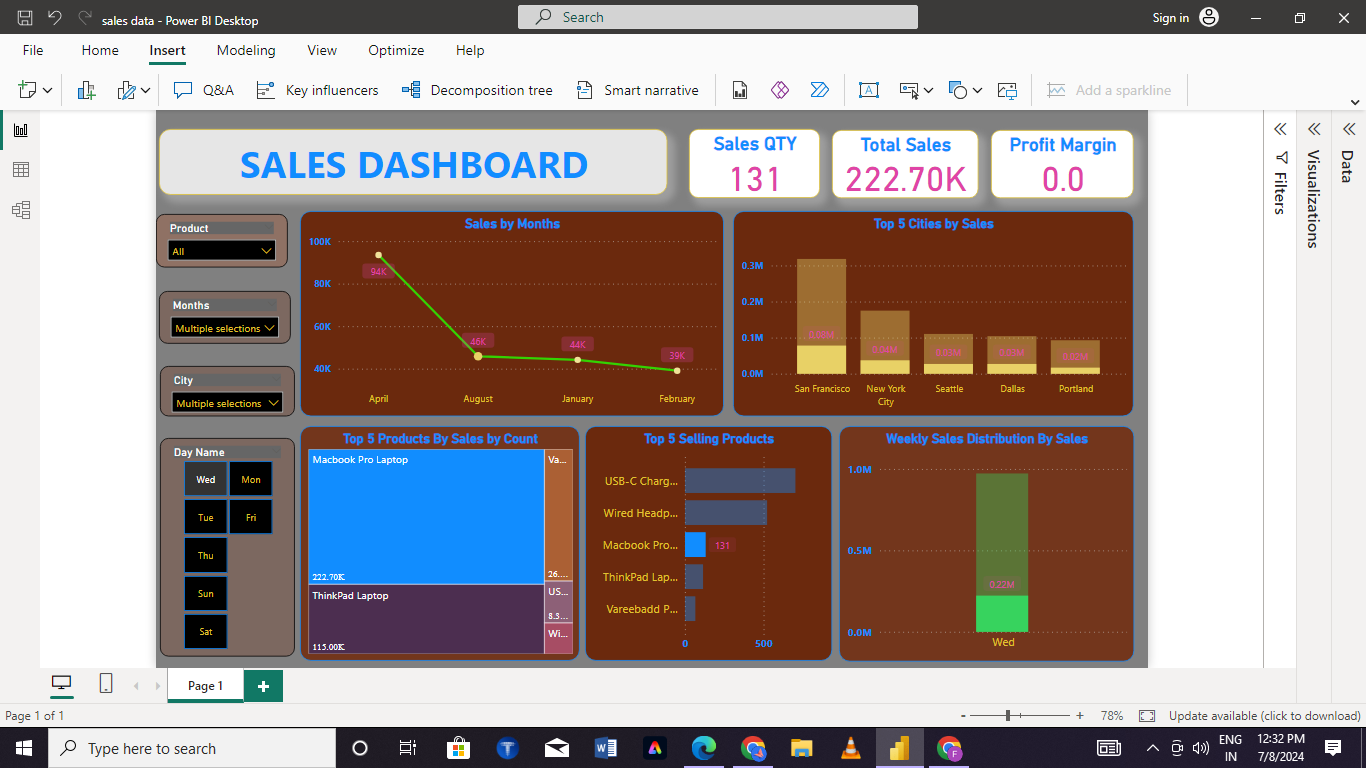 sales data - Power BI Desktop
Search
Sign in
File
Home
Insert
Modeling
View
Optimize
Help
Q&A
Key influencers
Decomposition tree
Smart narrative
Add a sparkline
SALES DASHBOARD
Sales QTY
131
Total Sales
222.70K
Profit Margin
0.0
Filters
Visualizations
Data
Product
All
Months
Multiple selections
City
Multiple selections
Day Name
Wed
Mon
Tue
Fri
Thu
Sun
Sat
Sales by Months
100K
80K
60K
40K
94K
46K
44K
39K
April
August
January
February
Top 5 Cities by Sales
0.3M
0.2M
0.1M
0.0M
0.04M
0.02M
0.02M
San Francisco
New York
City
Seattle
Dallas
Portland
Top 5 Products By Sales by Count
Macbook Pro Laptop
222.70K
ThinkPad Laptop
115.00K
Va...
26....
US...
8.5...
Wi...
Top 5 Selling Products
USB-C Charg...
Wired Headp...
Macbook Pro...
131
ThinkPad Lap...
Vareebadd P...
0
500
Weekly Sales Distribution By Sales
1.0M
0.5M
0.0M
0.22M
Wed
Page 1
Page 1 of 1
78%
Update available (click to download)
Type here to search
ENG
IN
12:32 PM
7/8/2024